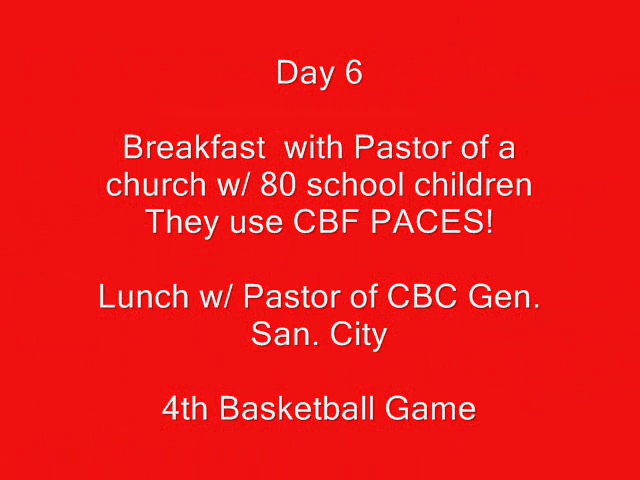 Day 6
Breakfast  with Pastor of a
church w/ 80 school children
They use CBF PACES!
Lunch w/ Pastor of CBC Gen.
San. City
4th Basketball Game